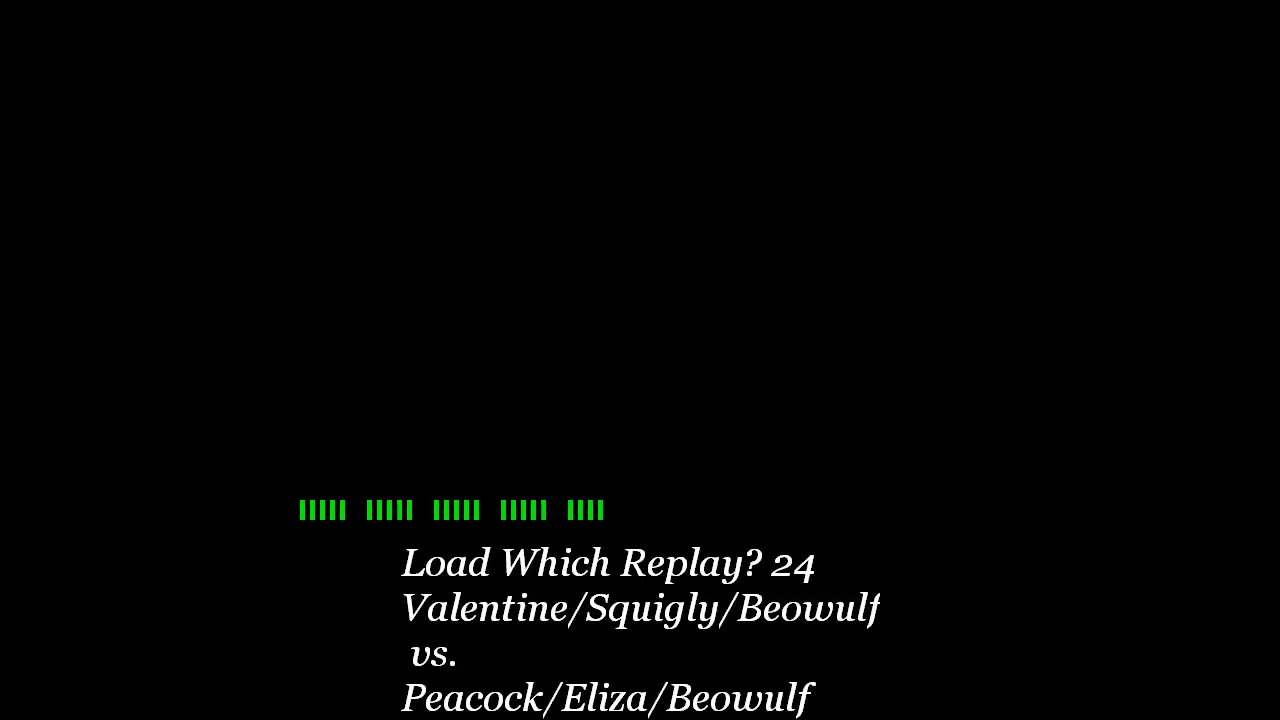 Load Which Replay? 24
Valentine/Squigly/Beowulf
vs.
Peacock/Eliza/Beowulf